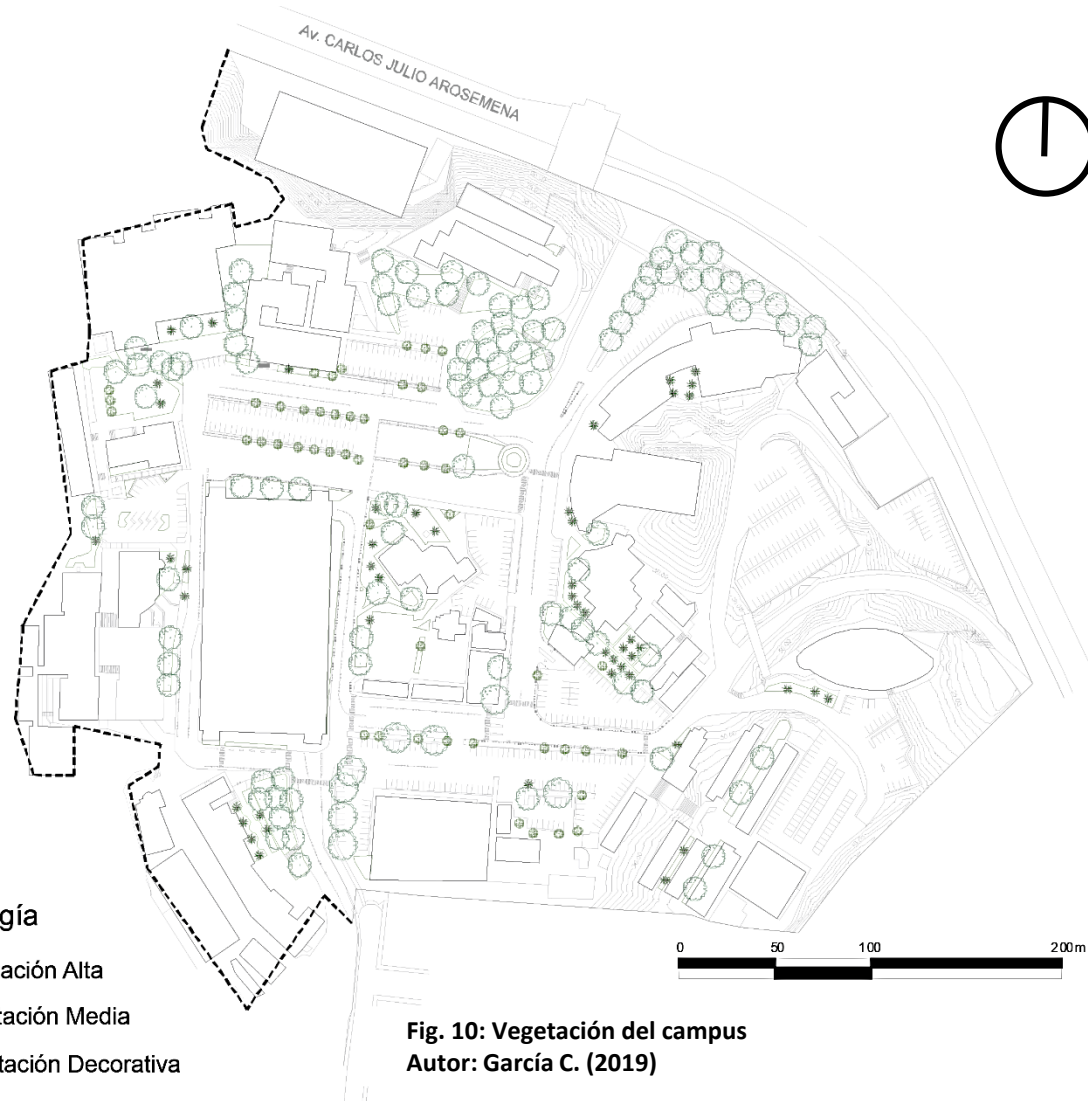 Av. CARLOS JULIO AROSEMENA
gía
ación Alta
tación Media
tación Decorativa
0 50 100 200m
Fig. 10: Vegetación del campus
Autor: García C. (2019)